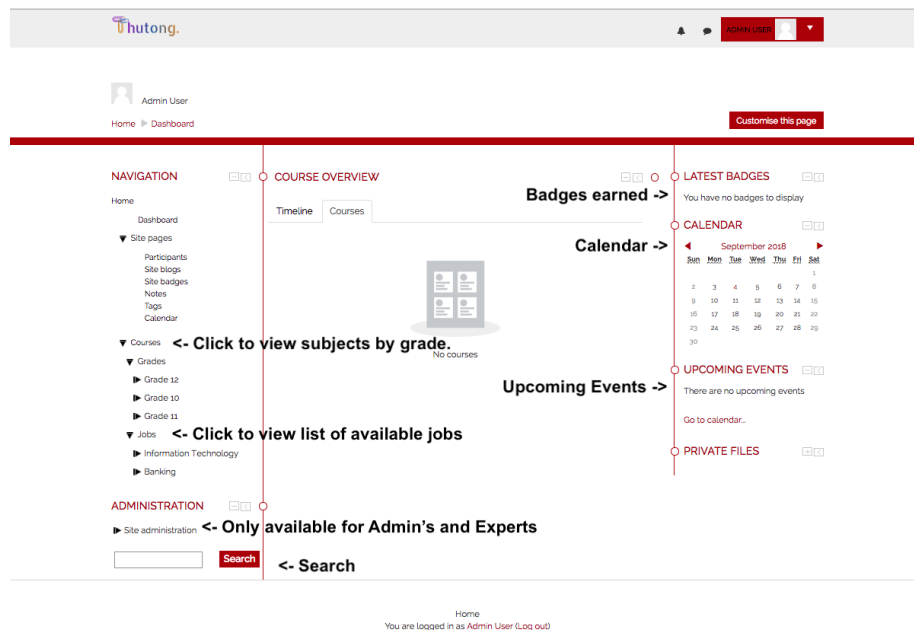 Thutong.
ADMIN USER
Admin User
Home Dashboard
Customise this page
NAVIGATION
Home
Dashboard
Site pages
Participants
Site blogs
Site badges
Notes
Tags
Calendar
Courses <- Click to view subjects by grade.
Grades
Grade 12
Grade 10
Grade 11
Jobs <- Click to view list of available jobs
Information Technology
Banking
ADMINISTRATION
Site administration <- Only available for Admin's and Experts
Search <- Search
COURSE OVERVIEW
Timeline Courses
No courses
LATEST BADGES
Badges earned -> You have no badges to display
CALENDAR
Calendar ->
September 2018
Sun Mon Tue Wed Thu Fri Sat
1
2 3 4 5 6 7 8
9 10 11 12 13 14 15
16 17 18 19 20 21 22
23 24 25 26 27 28 29
30
UPCOMING EVENTS
Upcoming Events -> There are no upcoming events
Go to calendar...
PRIVATE FILES
Home
You are logged in as Admin User (Log out)